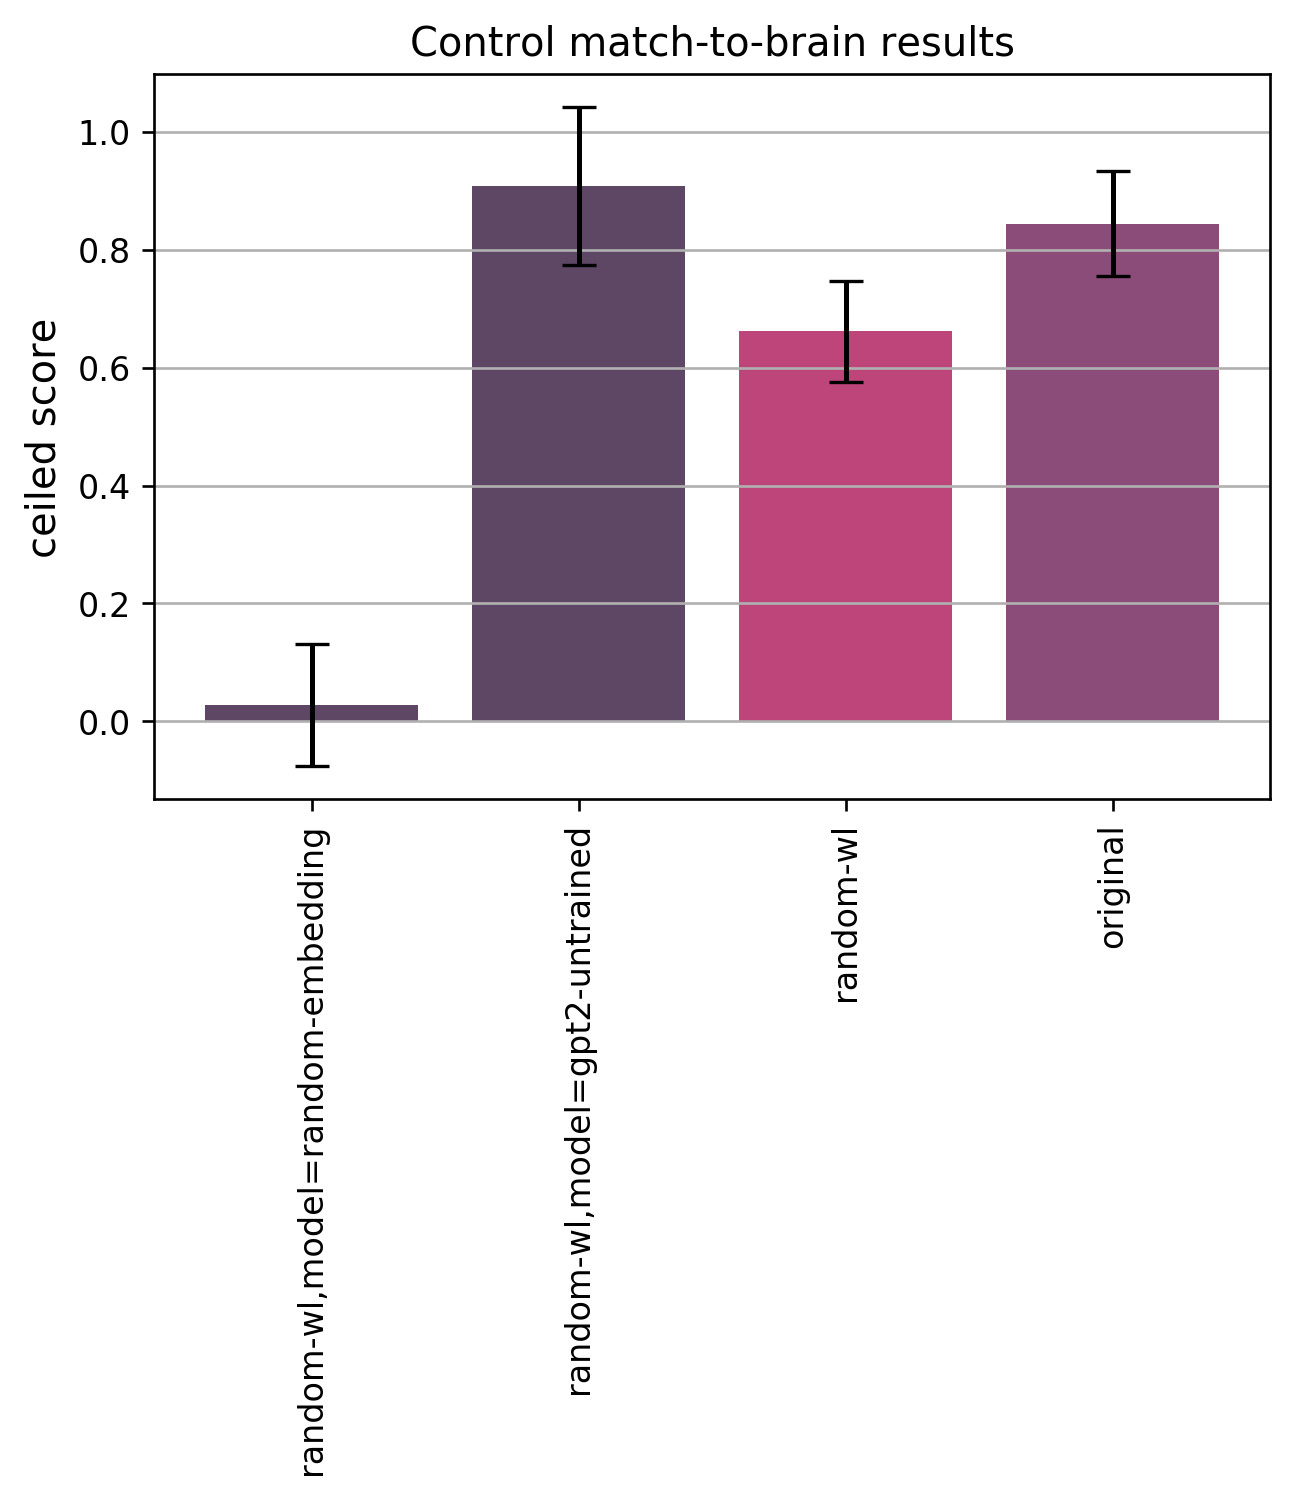 Control match-to-brain results
ceiled score
1.0
0.8
0.6
0.4
0.2
0.0
random-wl,model=random-embedding
random-wl,model=gpt2-untrained
random-wl
original